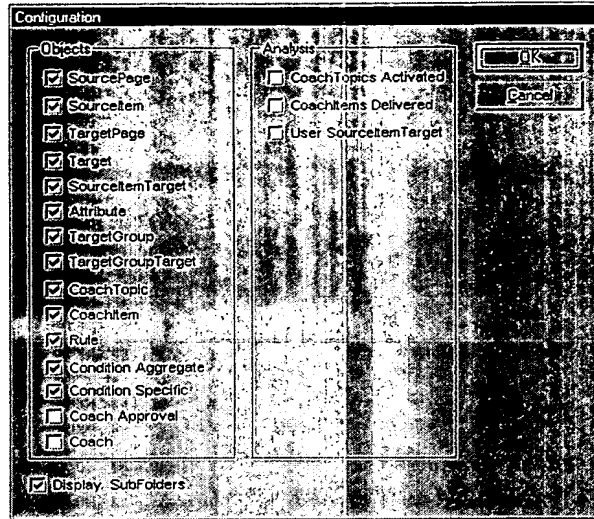 Configuration
Objects
SourcePage
SourceItem
TargetPage
Target
SourceItemTarget
Attribute
TargetGroup
TargetGroupTarget
CoachTopic
CoachItem
Rule
Condition Aggregate
Condition Specific
Coach Approval
Coach
Display, SubFolders
Analysis
CoachTopics Activated
CoachItems Delivered
User SourceItemTarget
OK
Cancel